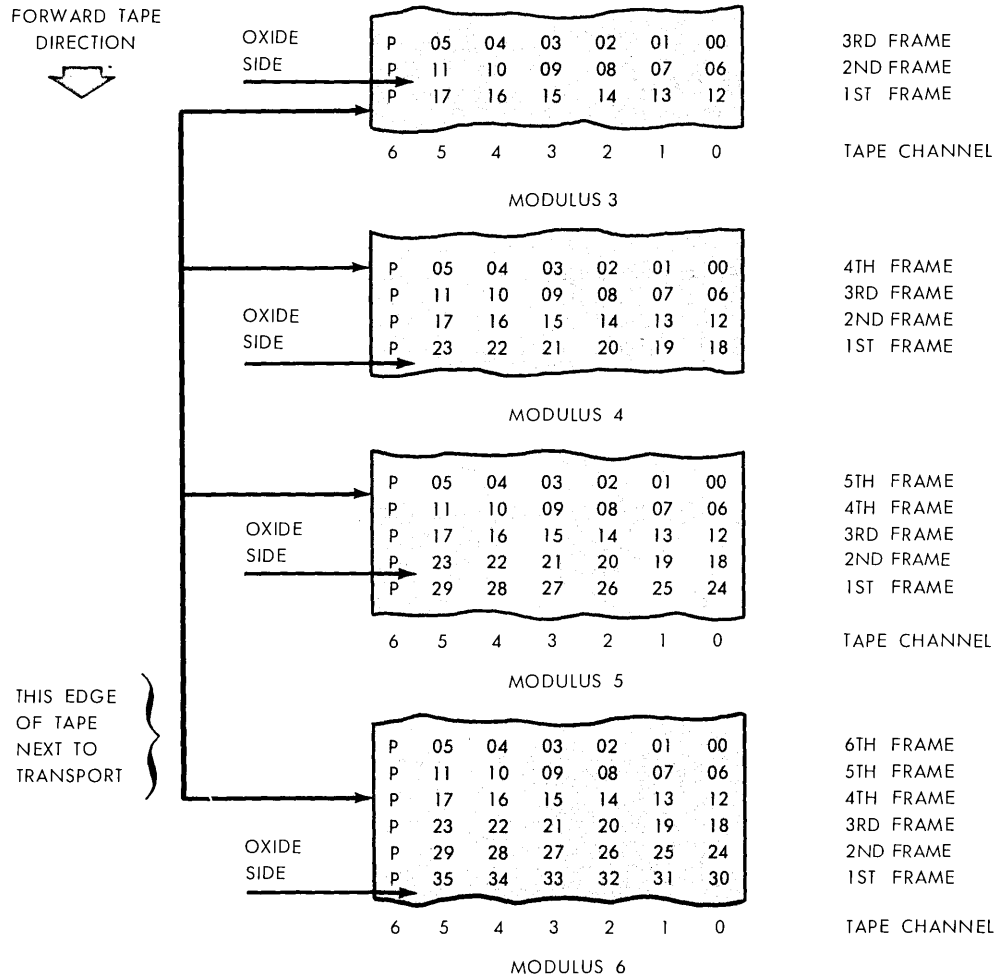 FORWARD TAPE
DIRECTION
OXIDE
SIDE
P 05 04 03 02 01 00 3RD FRAME
P 11 10 09 08 07 06 2ND FRAME
P 17 16 15 14 13 12 1ST FRAME
6 5 4 3 2 1 0 TAPE CHANNEL
MODULUS 3
OXIDE
SIDE
P 05 04 03 02 01 00 4TH FRAME
P 11 10 09 08 07 06 3RD FRAME
P 17 16 15 14 13 12 2ND FRAME
P 23 22 21 20 19 18 1ST FRAME
MODULUS 4
OXIDE
SIDE
P 05 04 03 02 01 00 5TH FRAME
P 11 10 09 08 07 06 4TH FRAME
P 17 16 15 14 13 12 3RD FRAME
P 23 22 21 20 19 18 2ND FRAME
P 29 28 27 26 25 24 1ST FRAME
6 5 4 3 2 1 0 TAPE CHANNEL
MODULUS 5
THIS EDGE
OF TAPE
NEXT TO
TRANSPORT
OXIDE
SIDE
P 05 04 03 02 01 00 6TH FRAME
P 11 10 09 08 07 06 5TH FRAME
P 17 16 15 14 13 12 4TH FRAME
P 23 22 21 20 19 18 3RD FRAME
P 29 28 27 26 25 24 2ND FRAME
P 35 34 33 32 31 30 1ST FRAME
6 5 4 3 2 1 0 TAPE CHANNEL
MODULUS 6